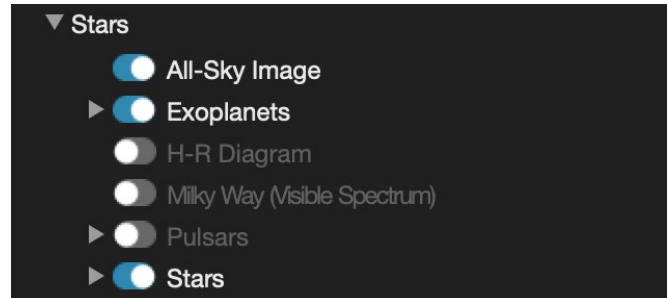 Stars
All-Sky Image
Exoplanets
H-R Diagram
Milky Way (Visible Spectrum)
Pulsars
Stars